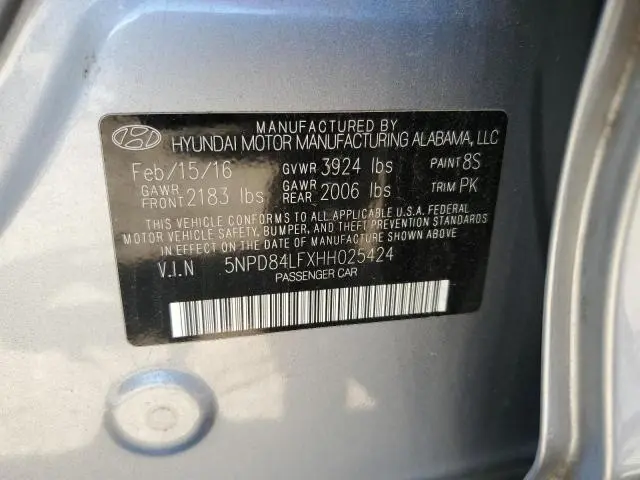 MANUFACTURED BY
HYUNDAI MOTOR MANUFACTURING ALABAMA, LLC
Feb/15/16 GVWR 3924 lbs PAINT 8S
GAWR FRONT 2183 lbs GAWR REAR 2006 lbs TRIM PK
THIS VEHICLE CONFORMS TO ALL APPLICABLE U.S.A. FEDERAL
MOTOR VEHICLE SAFETY, BUMPER, AND THEFT PREVENTION STANDARDS
IN EFFECT ON THE DATE OF MANUFACTURE SHOWN ABOVE.
V.I.N 5NPD84LFXHH025424
PASSENGER CAR